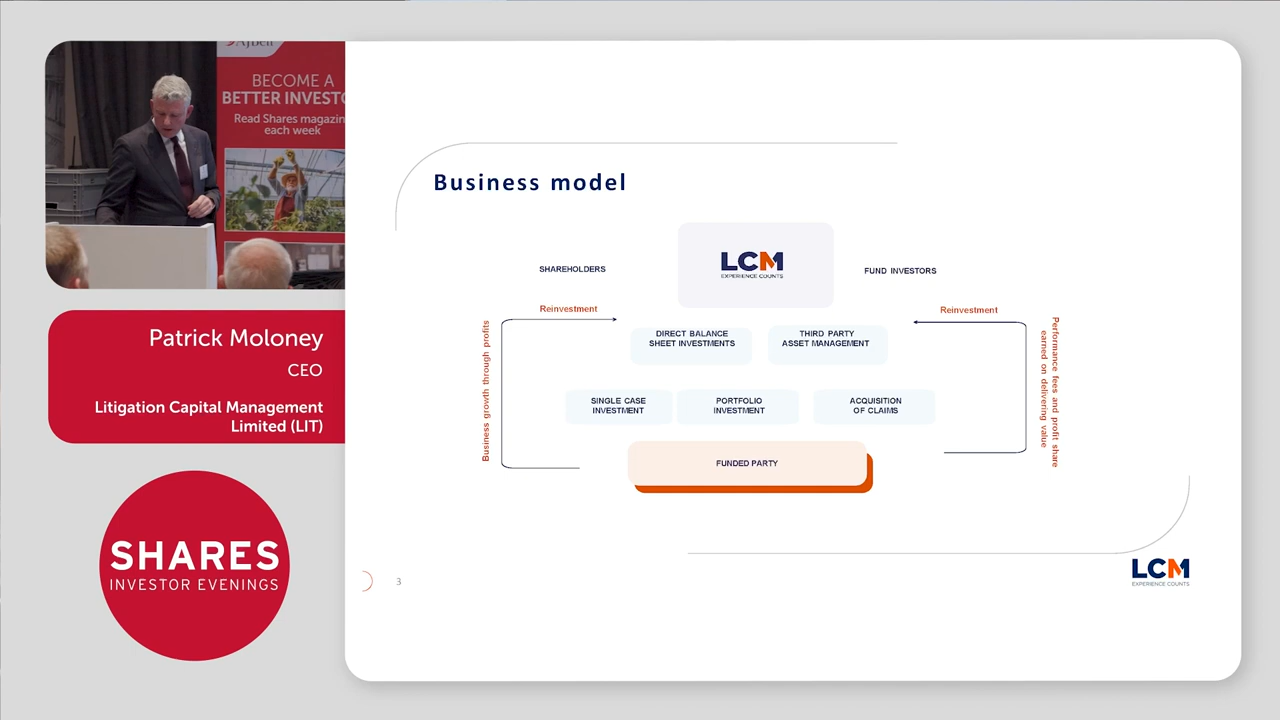 AJBell
BECOME A
BETTER INVESTO
Read Shares magazin
each week
Patrick Moloney
CEO
Litigation Capital Management
Limited (LIT)
SHARES
INVESTOR EVENINGS
Business model
LCM
EXPERIENCE COUNTS
SHAREHOLDERS
FUND INVESTORS
Reinvestment
Reinvestment
Business growth through profits
Performance fees and profit share
earned on delivering value
DIRECT BALANCE
SHEET INVESTMENTS
THIRD PARTY
ASSET MANAGEMENT
SINGLE CASE
INVESTMENT
PORTFOLIO
INVESTMENT
ACQUISITION
OF CLAIMS
FUNDED PARTY
3
LCM
EXPERIENCE COUNTS